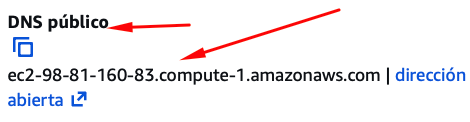 DNS público
ec2-98-81-160-83.compute-1.amazonaws.com | dirección
abierta